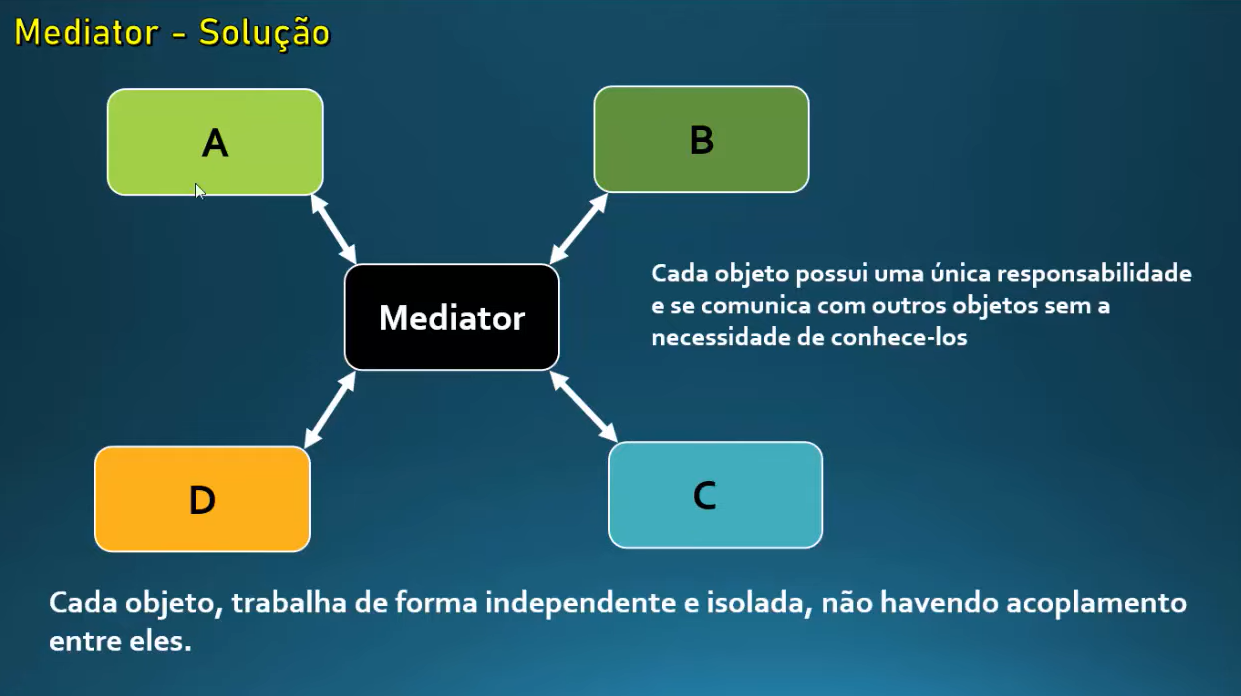 Mediator - Solução
A
B
Mediator
Cada objeto possui uma única responsabilidade
e se comunica com outros objetos sem a
necessidade de conhece-los
D
C
Cada objeto, trabalha de forma independente e isolada, não havendo acoplamento
entre eles.